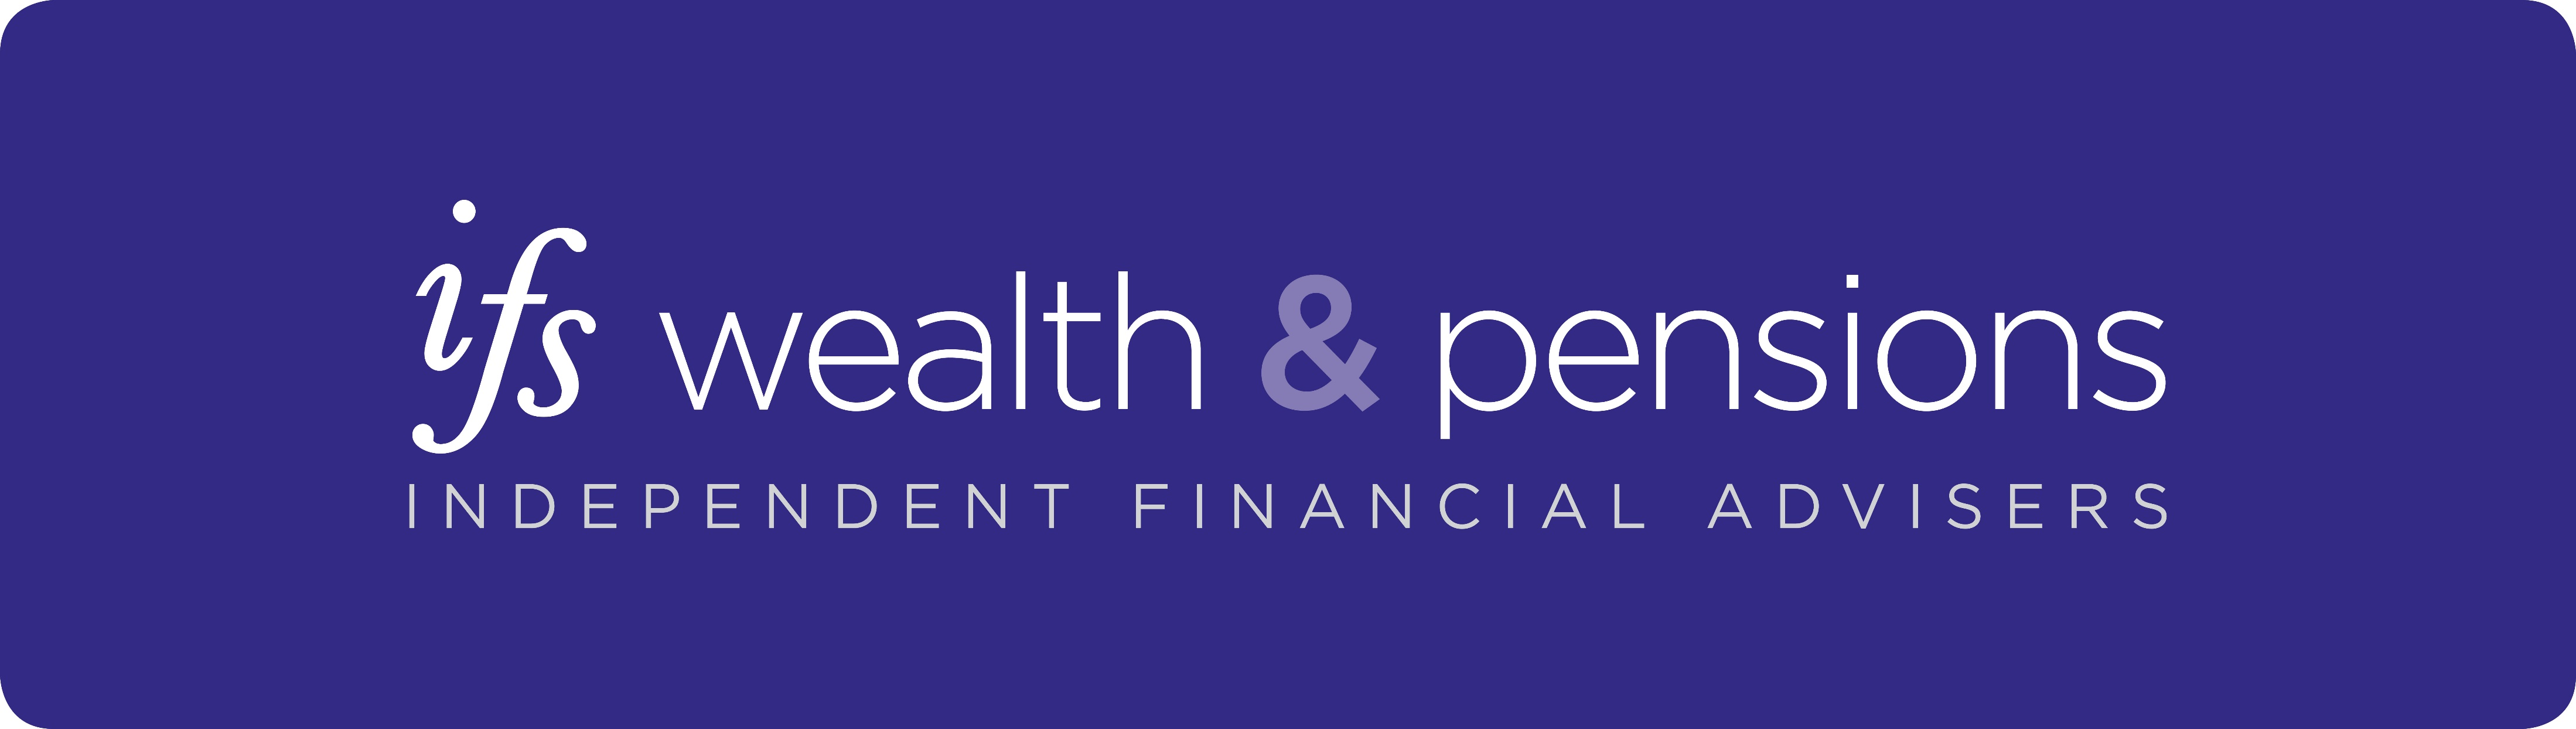 ifs wealth & pensions
INDEPENDENT FINANCIAL ADVISERS